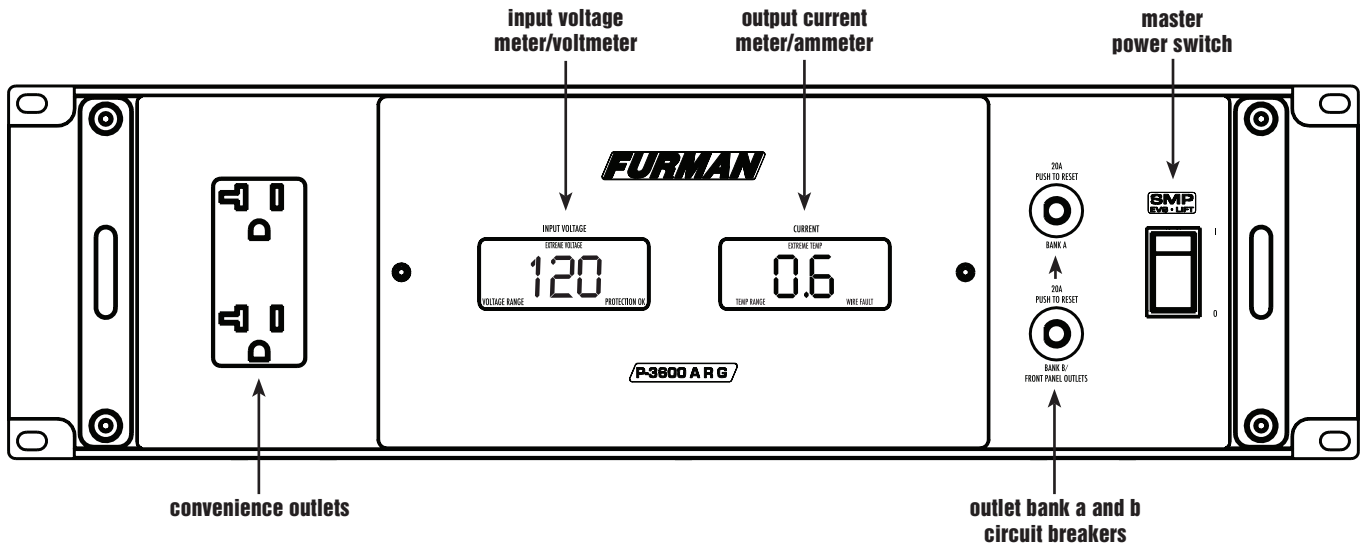 input voltage
meter/voltmeter
output current
meter/ammeter
master
power switch
FURMAN
INPUT VOLTAGE
EXTREME VOLTAGE
120
VOLTAGE RANGE
PROTECTION OK
CURRENT
EXTREME TEMP
0.6
TEMP RANGE
WIRE FAULT
P-3600 A R G
20A
PUSH TO RESET
BANK A
20A
PUSH TO RESET
BANK B/
FRONT PANEL OUTLETS
SMP
EVS • LIFT
I
0
convenience outlets
outlet bank a and b
circuit breakers